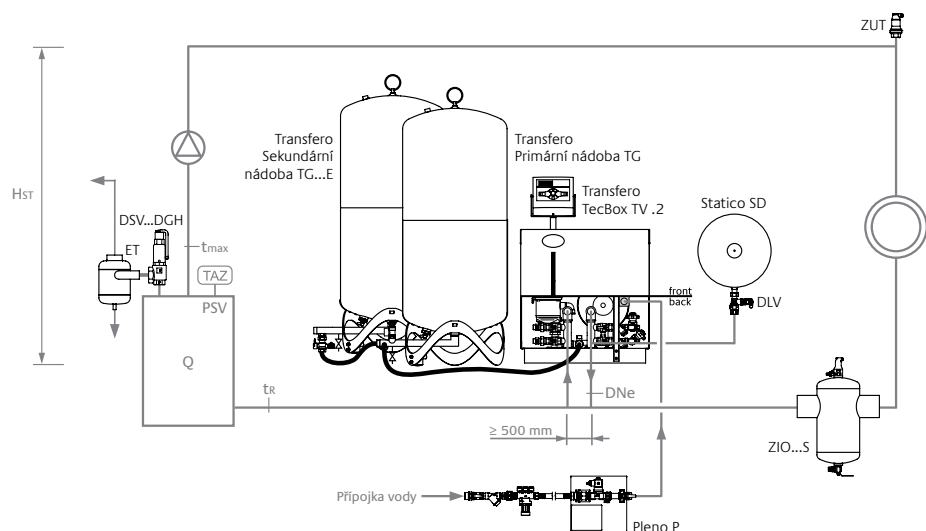 ZUT
Transfero
Sekundární
nádoba TG...E
Transfero
Primární nádoba TG
Transfero
TecBox TV .2
Statico SD
HST
DSV...DGH
ET
tmax
TAZ
PSV
front
back
DLV
Q
tR
DNe
≥ 500 mm
ZIO...S
Přípojka vody
Pleno P